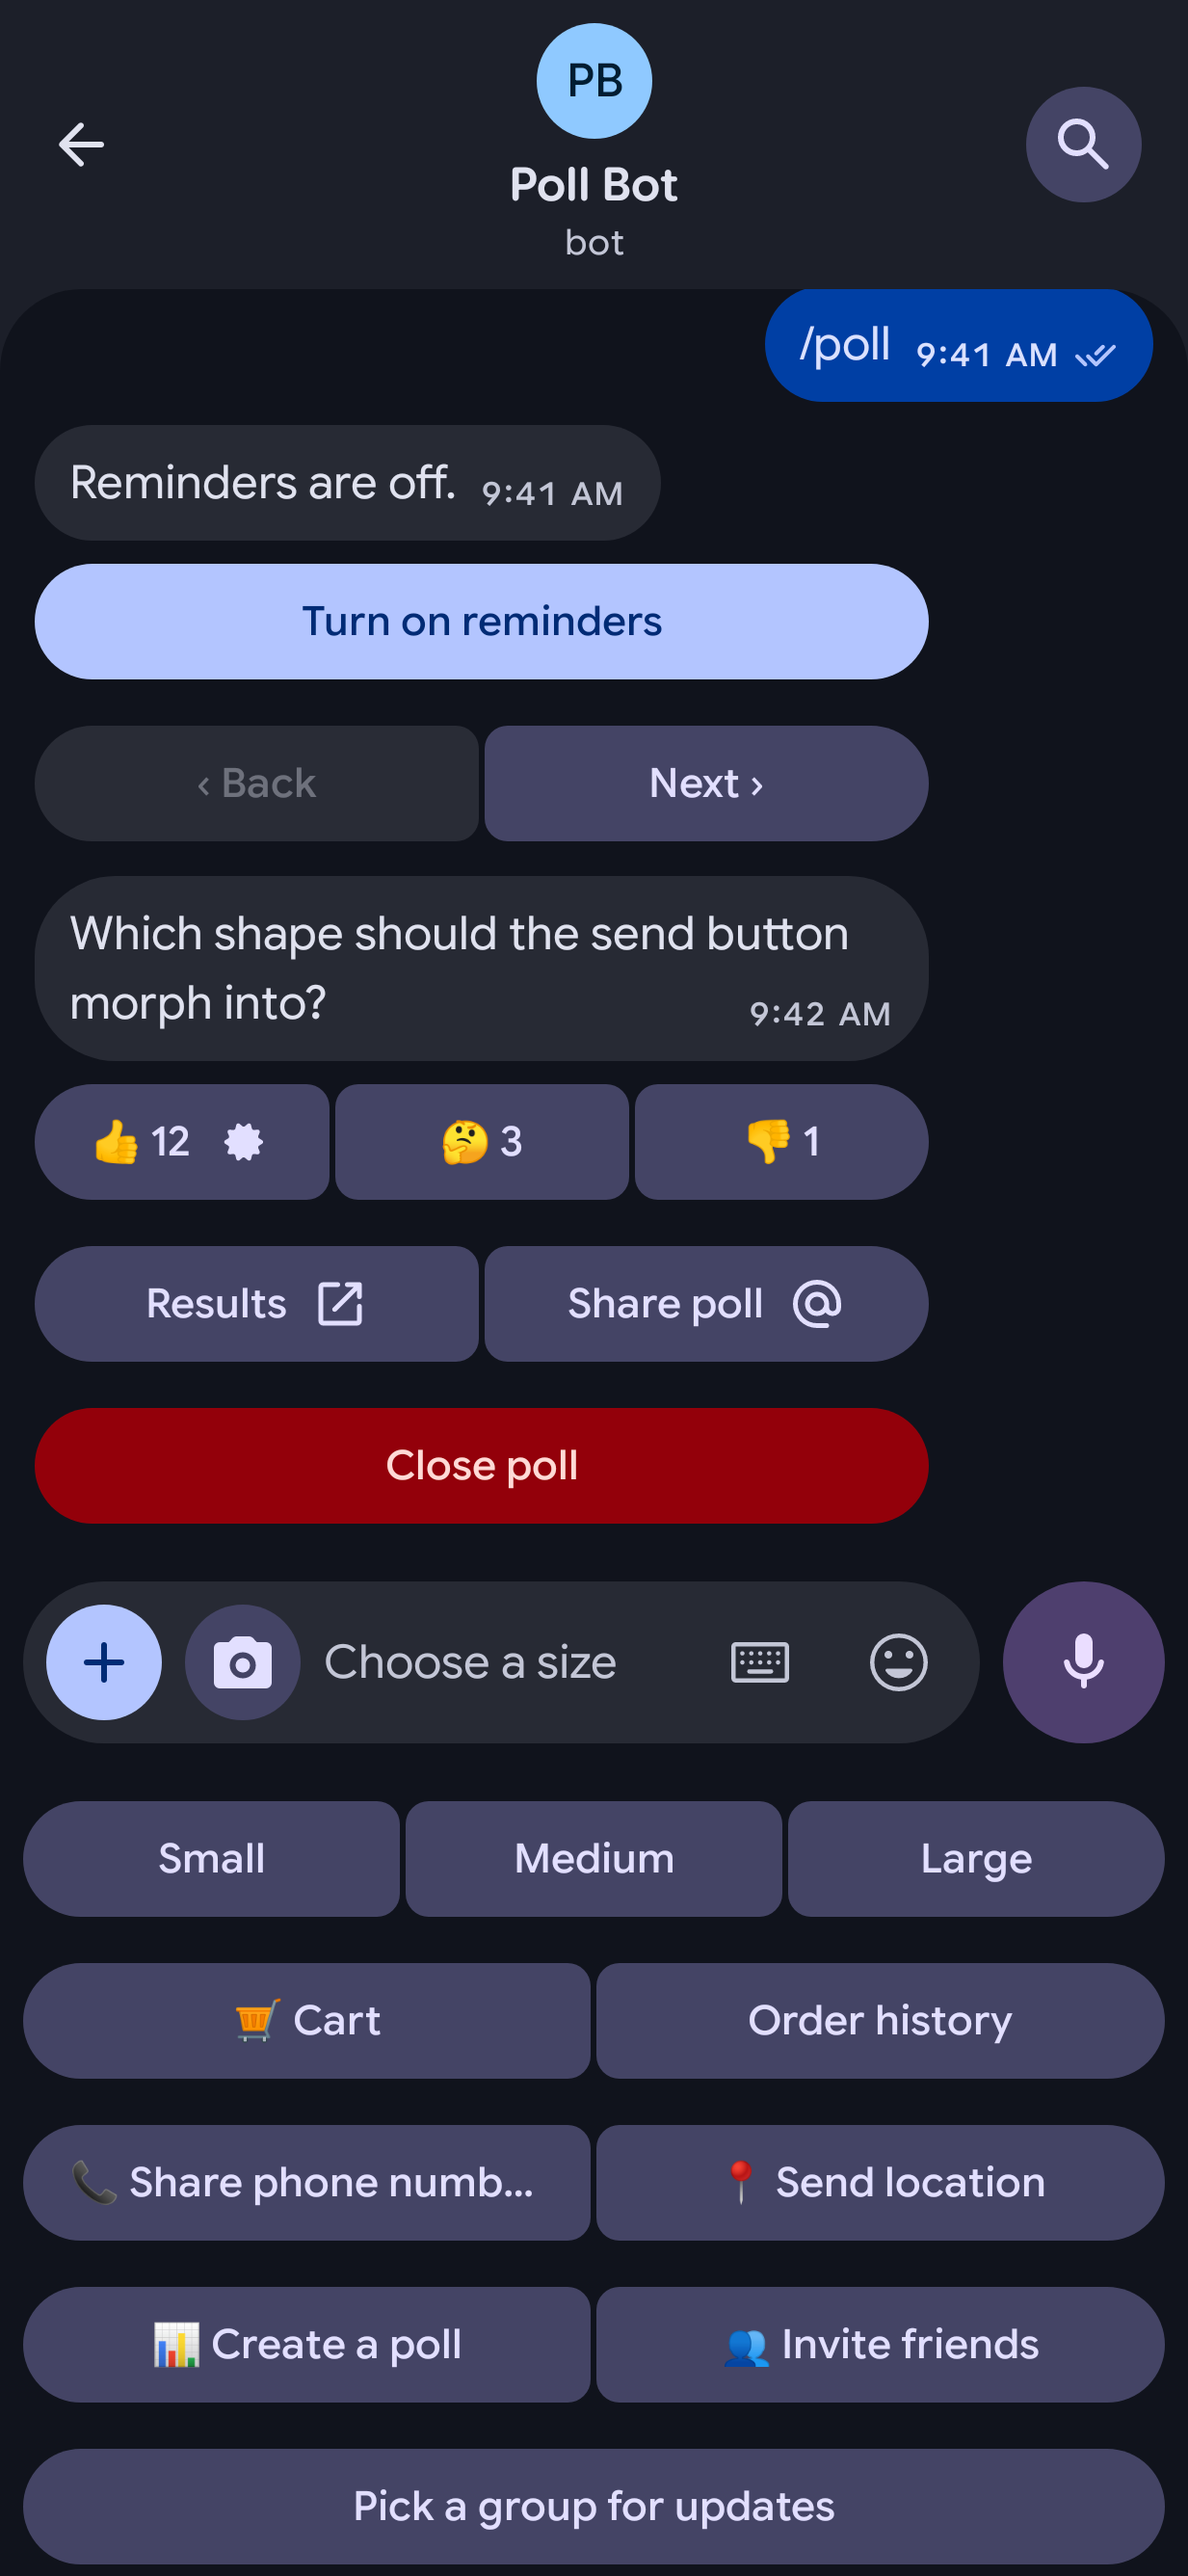 PB
Poll Bot
bot
/poll 9:41 AM
Reminders are off. 9:41 AM
Turn on reminders
‹ Back
Next ›
Which shape should the send button
morph into? 9:42 AM
👍 12
🤔 3
👎 1
Results
Share poll
Close poll
Choose a size
Small
Medium
Large
🛒 Cart
Order history
📞 Share phone numb...
📍 Send location
📊 Create a poll
👥 Invite friends
Pick a group for updates